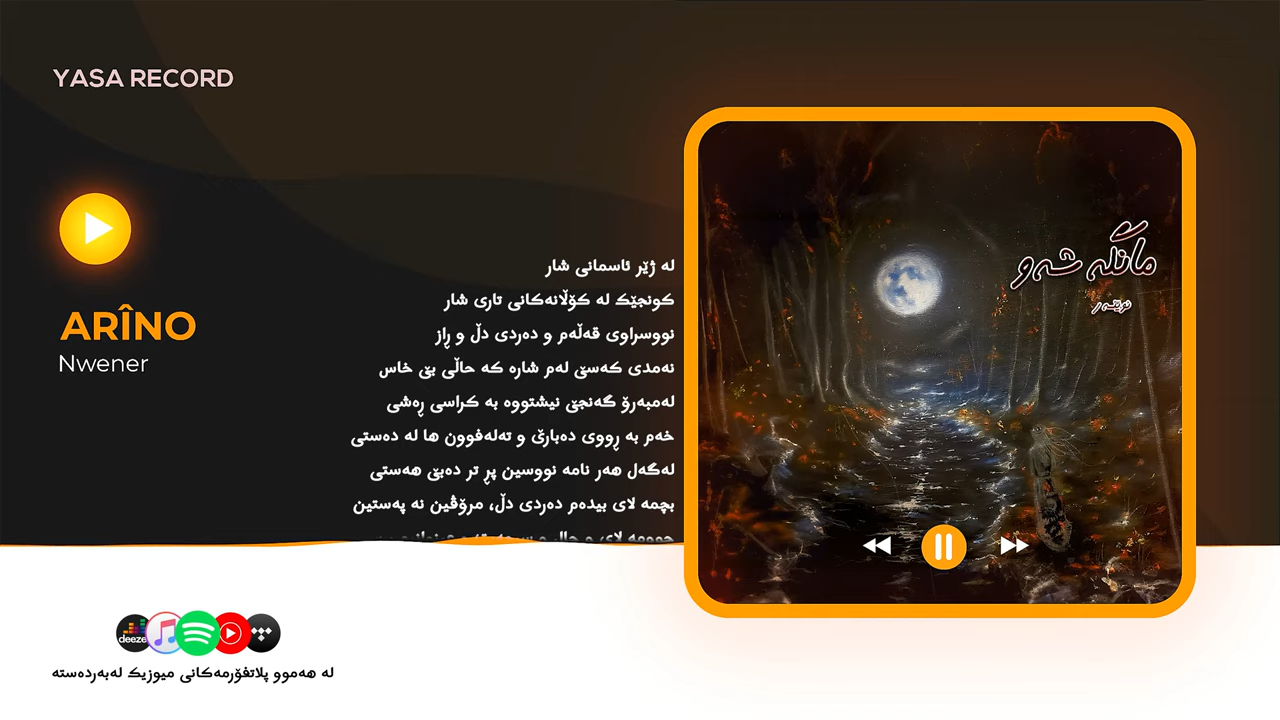 YASA RECORD
ARÎNO
Nwener
لە ژێر ئاسمانی شار
کونجێک لە کۆڵانەکانی تاری شار
نووسراوی قەڵەم و دەردی دڵ و ڕاز
نەمدی کەسێ لەم شارە کە حاڵی بێ خاس
لەمبەرۆ گەنجێ نیشتووە بە کراسی ڕەشی
خەم بە ڕووی دەبارێ و تەلەفوون ها لە دەستی
لەگەل هەر نامە نووسین پڕ تر دەبێ هەستی
بچمە لای بیدەم دەردی دڵ، مرۆڤین نە پەستین
مانگە شەو
نوێنەر
deeze
لە هەموو پلاتفۆرمەکانی میوزیک لەبەردەستە